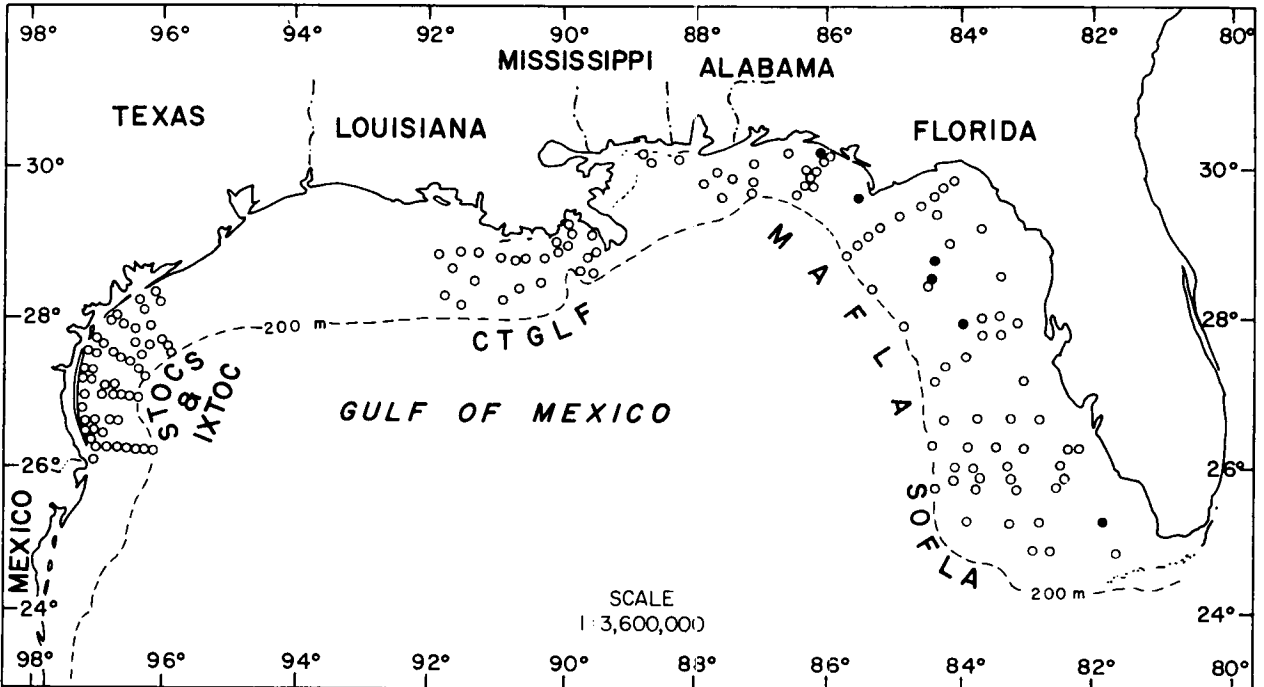 98° 96° 94° 92° 90° 88° 86° 84° 82° 80°
MISSISSIPPI ALABAMA
TEXAS LOUISIANA FLORIDA
30° 30°
MAFLA
28° 200 m 28°
CTGLF
STOCS
&
IXTOC
GULF OF MEXICO
26° 26°
MEXICO
SOFLA
200 m
SCALE
1:3,600,000
24° 24°
98° 96° 94° 92° 90° 88° 86° 84° 82° 80°